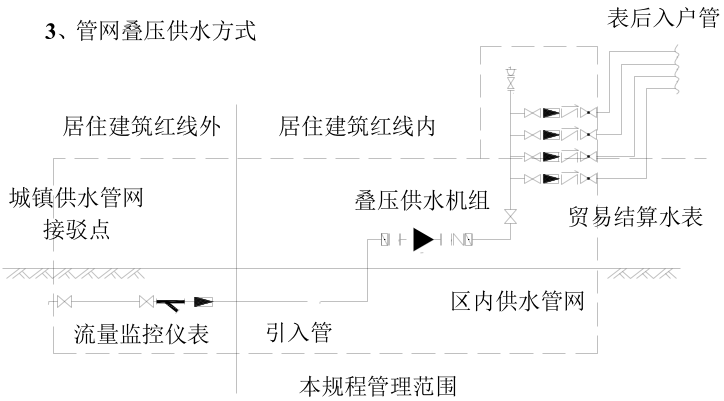 3、管网叠压供水方式
表后入户管
居住建筑红线外
居住建筑红线内
城镇供水管网
接驳点
叠压供水机组
贸易结算水表
区内供水管网
流量监控仪表
引入管
本规程管理范围